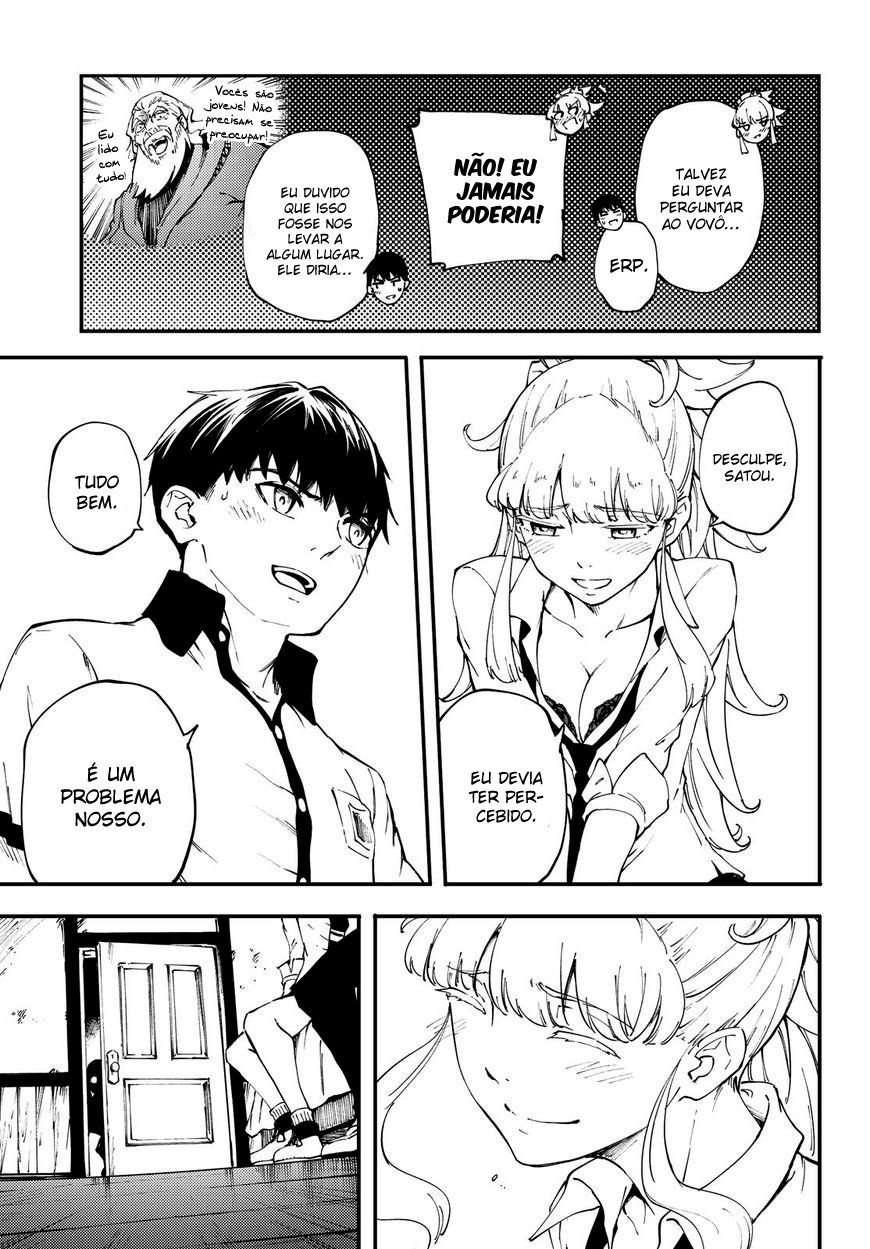 TALVEZ
EU DEVA
PERGUNTAR
AO VOVÔ...
ERP.
NÃO! EU
JAMAIS
PODERIA!
EU DUVIDO
QUE ISSO
FOSSE NOS
LEVAR A
ALGUM LUGAR.
ELE DIRIA...
Vocês são
jovens! Não
precisam se
preocupar!
Eu
lido
com
tudo!
DESCULPE,
SATOU.
EU DEVIA
TER PER-
CEBIDO.
TUDO
BEM.
É UM
PROBLEMA
NOSSO.